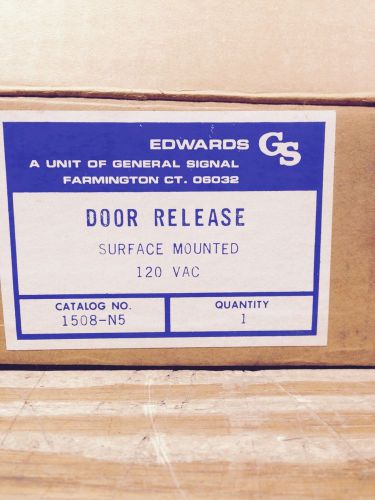 EDWARDS GS
A UNIT OF GENERAL SIGNAL
FARMINGTON CT. 06032
DOOR RELEASE
SURFACE MOUNTED
120 VAC
CATALOG NO. QUANTITY
1508-N5 1